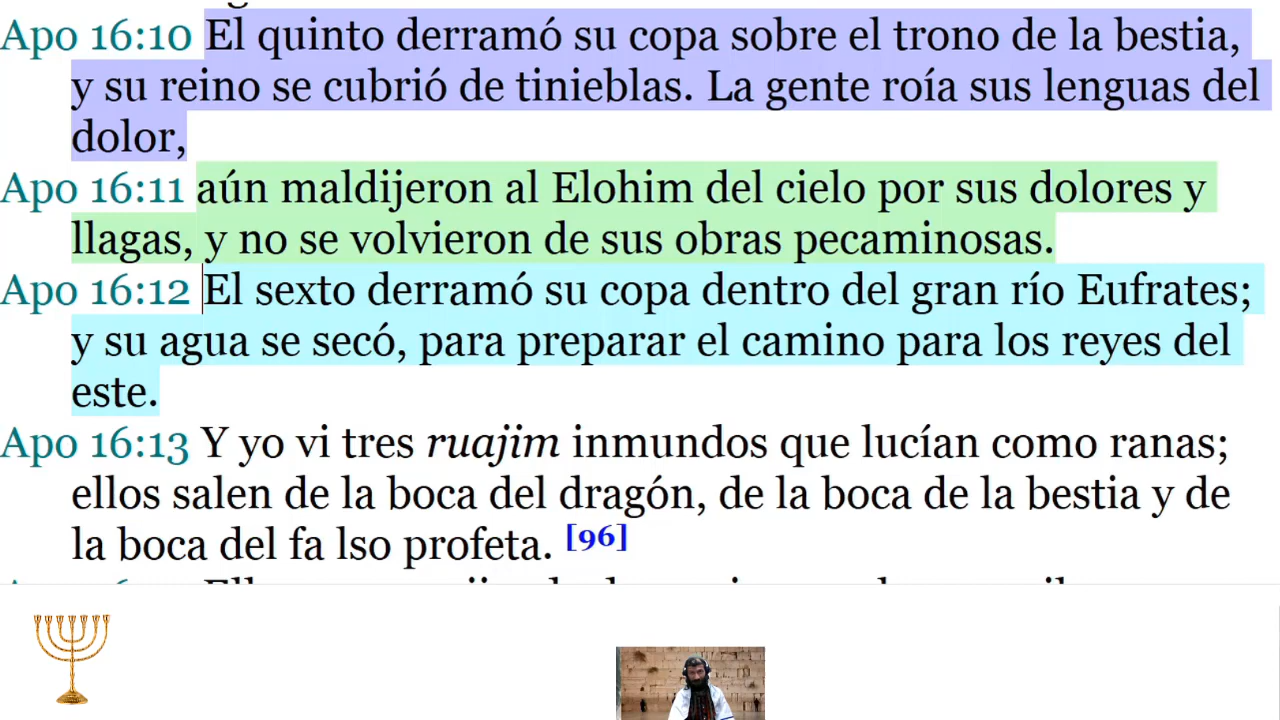 Apo 16:10 El quinto derramó su copa sobre el trono de la bestia,
y su reino se cubrió de tinieblas. La gente roía sus lenguas del
dolor,
Apo 16:11 aún maldijeron al Elohim del cielo por sus dolores y
llagas, y no se volvieron de sus obras pecaminosas.
Apo 16:12 El sexto derramó su copa dentro del gran río Eufrates;
y su agua se secó, para preparar el camino para los reyes del
este.
Apo 16:13 Y yo vi tres ruajim inmundos que lucían como ranas;
ellos salen de la boca del dragón, de la boca de la bestia y de
la boca del fa lso profeta. [96]